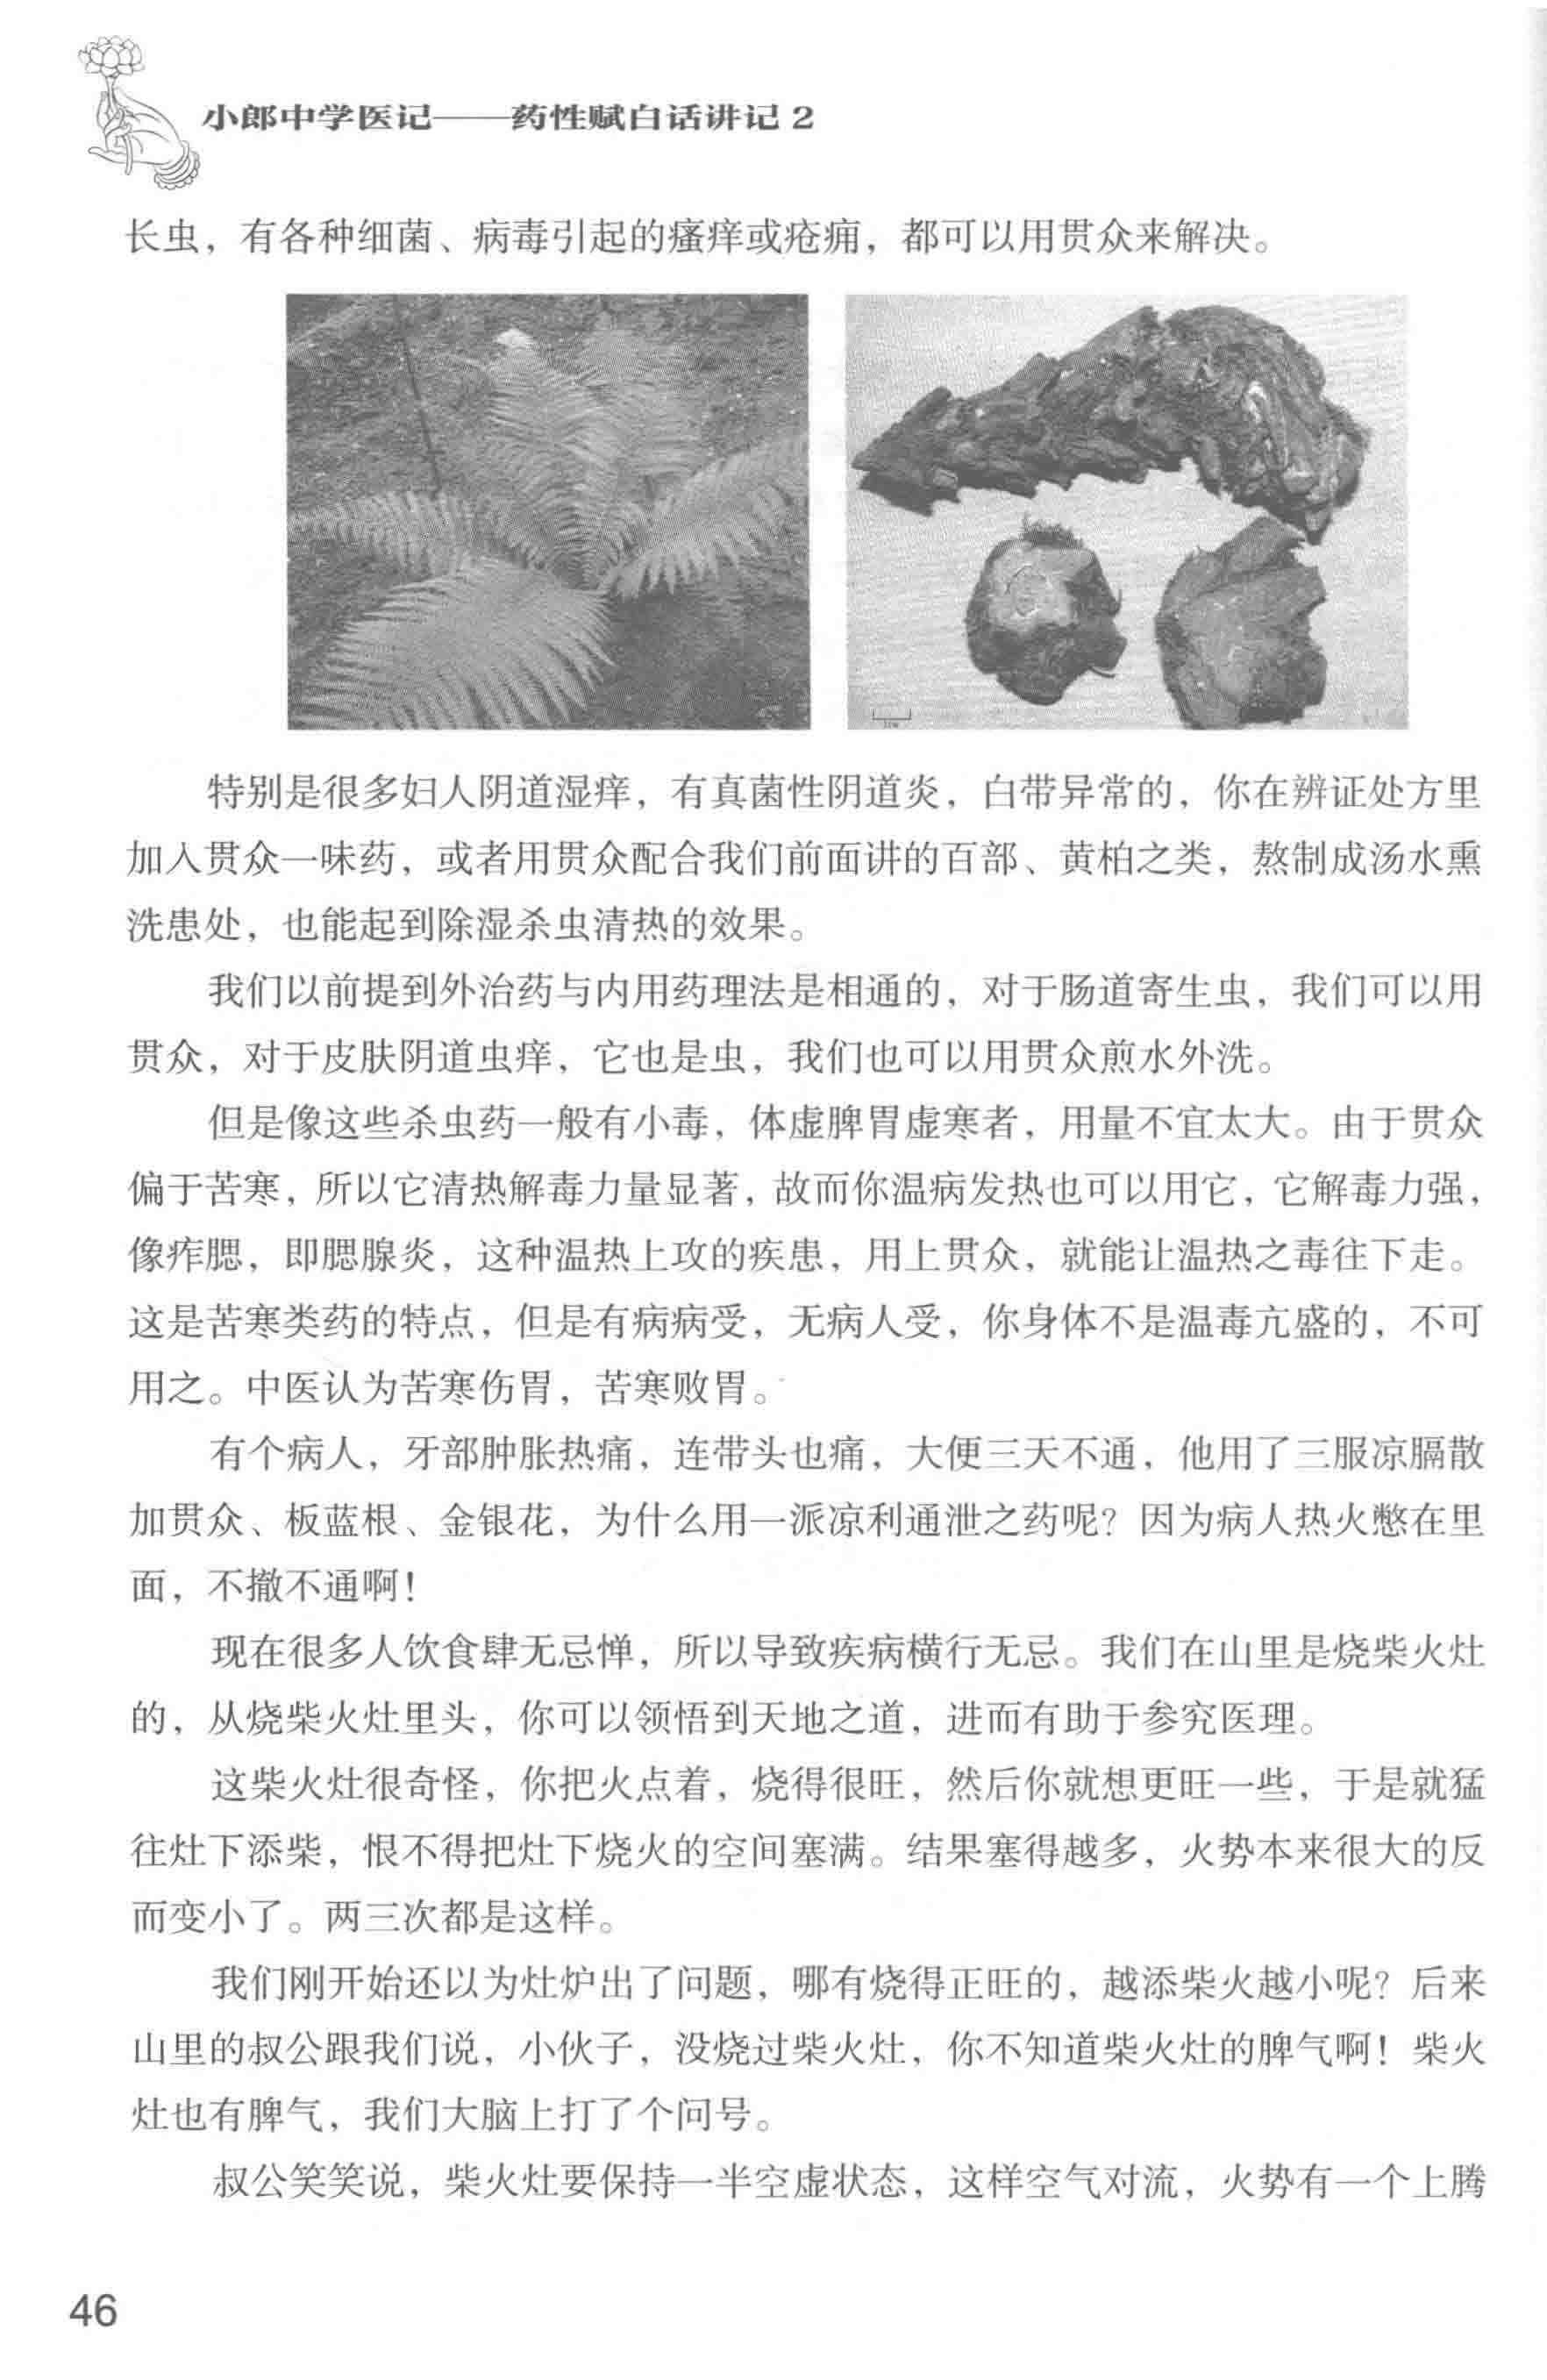 小郎中学医记——药性赋白话讲记 2
长虫，有各种细菌、病毒引起的瘙痒或疮痈，都可以用贯众来解决。
特别是很多妇人阴道湿痒，有真菌性阴道炎，白带异常的，你在辨证处方里
加入贯众一味药，或者用贯众配合我们前面讲的百部、黄柏之类，熬制成汤水熏
洗患处，也能起到除湿杀虫清热的效果。
我们以前提到外治药与内用药理法是相通的，对于肠道寄生虫，我们可以用
贯众，对于皮肤阴道虫痒，它也是虫，我们也可以用贯众煎水外洗。
但是像这些杀虫药一般有小毒，体虚脾胃虚寒者，用量不宜太大。由于贯众
偏于苦寒，所以它清热解毒力量显著，故而你温病发热也可以用它，它解毒力强，
像痄腮，即腮腺炎，这种温热上攻的疾患，用上贯众，就能让温热之毒往下走。
这是苦寒类药的特点，但是有病病受，无病人受，你身体不是温毒亢盛的，不可
用之。中医认为苦寒伤胃，苦寒败胃。
有个病人，牙部肿胀热痛，连带头也痛，大便三天不通，他用了三服凉膈散
加贯众、板蓝根、金银花，为什么用一派凉利通泄之药呢？因为病人热火憋在里
面，不撤不通啊！
现在很多人饮食肆无忌惮，所以导致疾病横行无忌。我们在山里是烧柴火灶
的，从烧柴火灶里头，你可以领悟到天地之道，进而有助于参究医理。
这柴火灶很奇怪，你把火点着，烧得很旺，然后你就想更旺一些，于是就猛
往灶下添柴，恨不得把灶下烧火的空间塞满。结果塞得越多，火势本来很大的反
而变小了。两三次都是这样。
我们刚开始还以为灶炉出了问题，哪有烧得正旺的，越添柴火越小呢？后来
山里的叔公跟我们说，小伙子，没烧过柴火灶，你不知道柴火灶的脾气啊！柴火
灶也有脾气，我们大脑上打了个问号。
叔公笑笑说，柴火灶要保持一半空虚状态，这样空气对流，火势有一个上腾
46